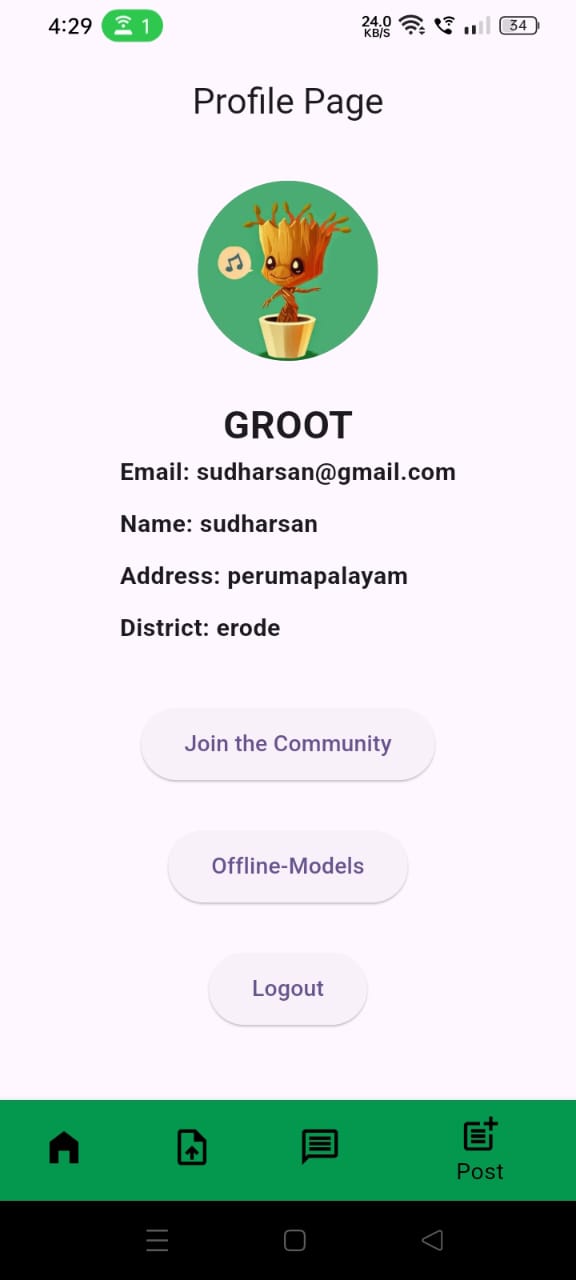 4:29
1
24.0
KB/S
34
Profile Page
GROOT
Email: sudharsan@gmail.com
Name: sudharsan
Address: perumapalayam
District: erode
Join the Community
Offline-Models
Logout
Post